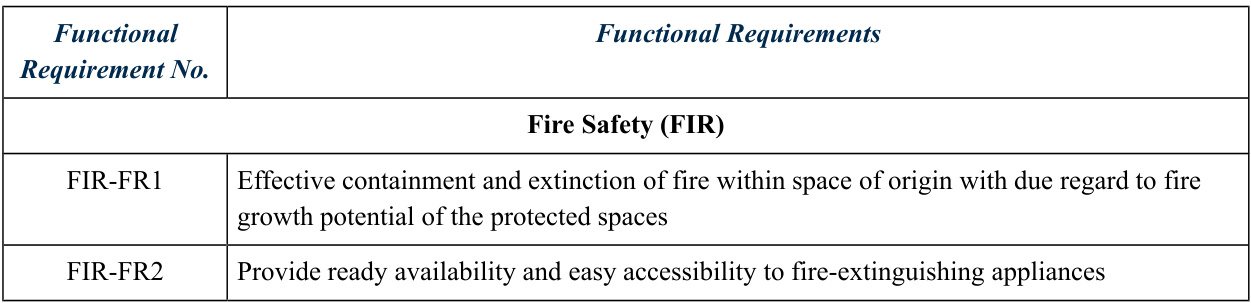 Functional
Requirement No.
Functional Requirements
Fire Safety (FIR)
FIR-FR1
Effective containment and extinction of fire within space of origin with due regard to fire
growth potential of the protected spaces
FIR-FR2
Provide ready availability and easy accessibility to fire-extinguishing appliances